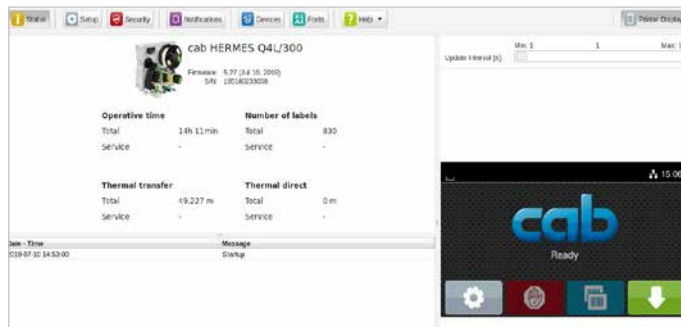 Status Setup Security Notifications Devices Fonts Help Printer Display
cab HERMES Q4L/300
Firmware: 5.27 (Jul 10, 2019)
S/N:
Update Interval [s]:
Min: 1 1 Max:
Operative time Number of labels
Total 14h 11min Total 830
Service - Service -
Thermal transfer Thermal direct
Total 49.227 m Total 0 m
Service - Service -
Date - Time Message
2019-07-10 14:53:00 Startup
15:06
cab
Ready